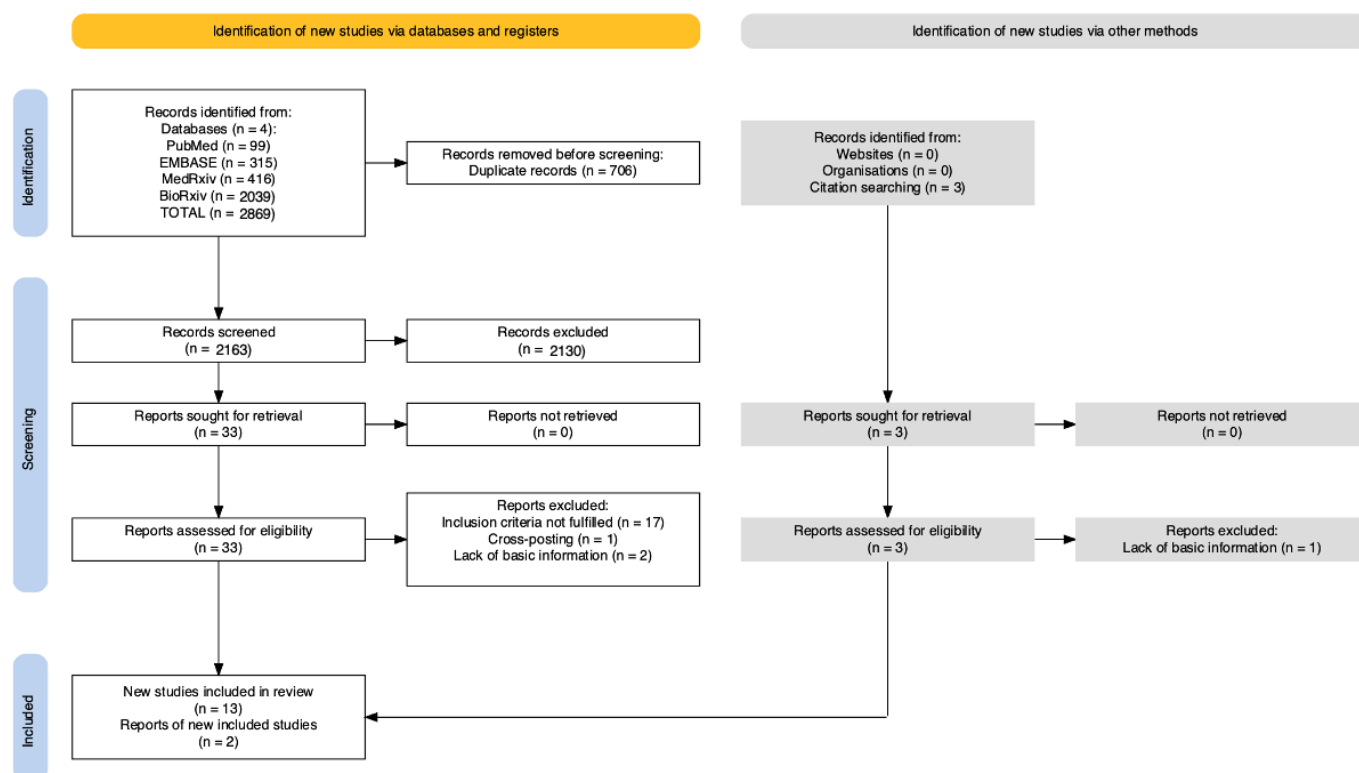 Identification of new studies via databases and registers
Identification of new studies via other methods
Identification
Records identified from:
Databases (n = 4):
PubMed (n = 99)
EMBASE (n = 315)
MedRxiv (n = 416)
BioRxiv (n = 2039)
TOTAL (n = 2869)
Records removed before screening:
Duplicate records (n = 706)
Records identified from:
Websites (n = 0)
Organisations (n = 0)
Citation searching (n = 3)
Screening
Records screened
(n = 2163)
Records excluded
(n = 2130)
Reports sought for retrieval
(n = 33)
Reports not retrieved
(n = 0)
Reports sought for retrieval
(n = 3)
Reports not retrieved
(n = 0)
Reports assessed for eligibility
(n = 33)
Reports excluded:
Inclusion criteria not fulfilled (n = 17)
Cross-posting (n = 1)
Lack of basic information (n = 2)
Reports assessed for eligibility
(n = 3)
Reports excluded:
Lack of basic information (n = 1)
Included
New studies included in review
(n = 13)
Reports of new included studies
(n = 2)